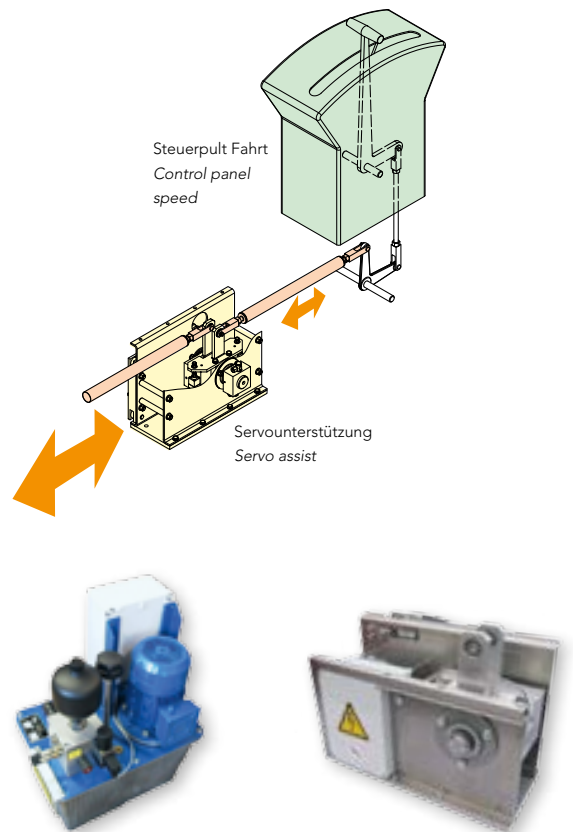 Steuerpult Fahrt
Control panel
speed
Servounterstützung
Servo assist